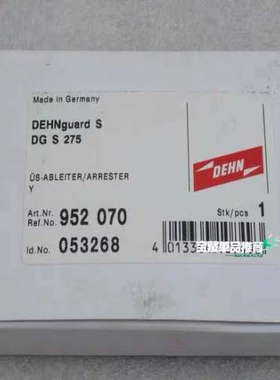 Made in Germany
DEHNguard S
DG S 275
DEHN
ÜS-ABLEITER/ARRESTER
Y
Art.Nr.
Ref.No. 952 070
Stk/pcs 1
Id.No. 053268
4 01333